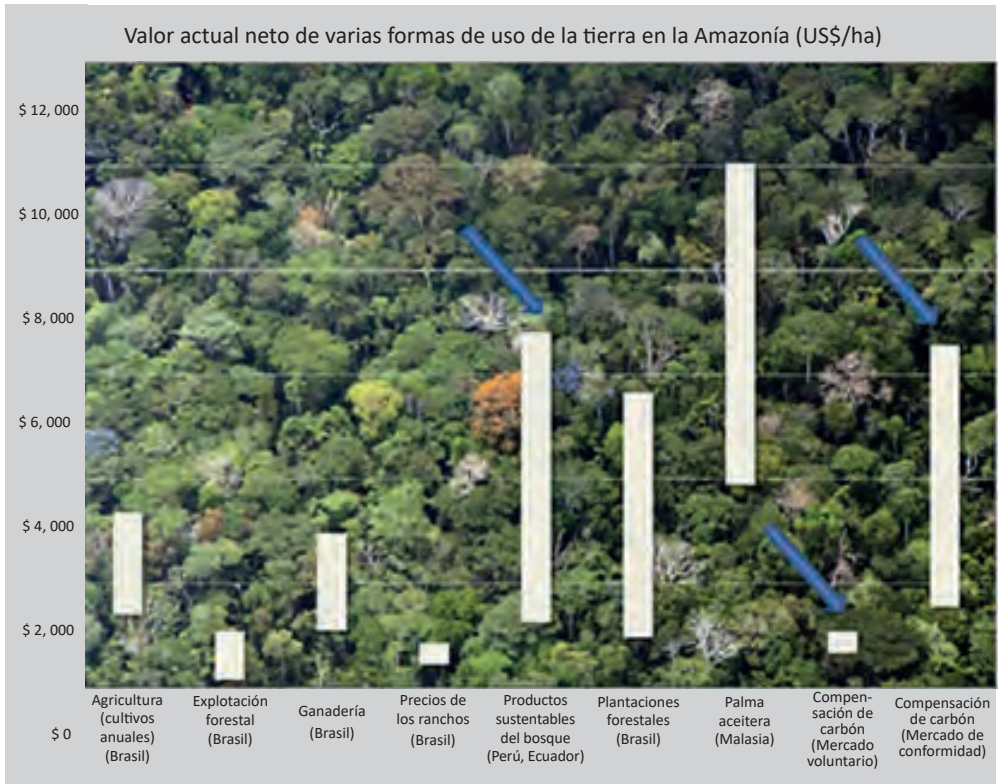 Valor actual neto de varias formas de uso de la tierra en la Amazonía (US$/ha)
$ 12, 000
$ 10, 000
$ 8, 000
$ 6, 000
$ 4, 000
$ 2, 000
$ 0
Agricultura
(cultivos
anuales)
(Brasil)
Explotación
forestal
(Brasil)
Ganadería
(Brasil)
Precios de
los ranchos
(Brasil)
Productos
sustentables
del bosque
(Perú, Ecuador)
Plantaciones
forestales
(Brasil)
Palma
aceitera
(Malasia)
Compen-
sación de
carbón
(Mercado
voluntario)
Compensación
de carbón
(Mercado de
conformidad)